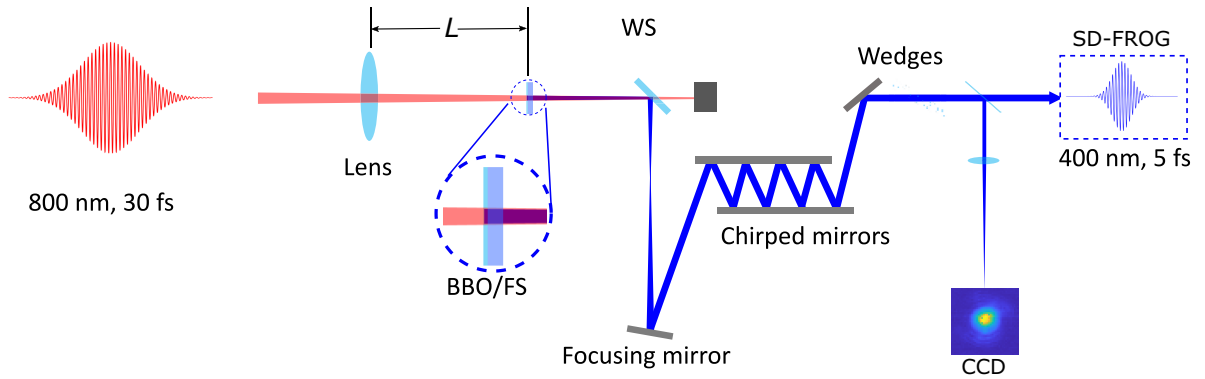 L
WS
Wedges
SD-FROG
Lens
400 nm, 5 fs
800 nm, 30 fs
Chirped mirrors
BBO/FS
Focusing mirror
CCD